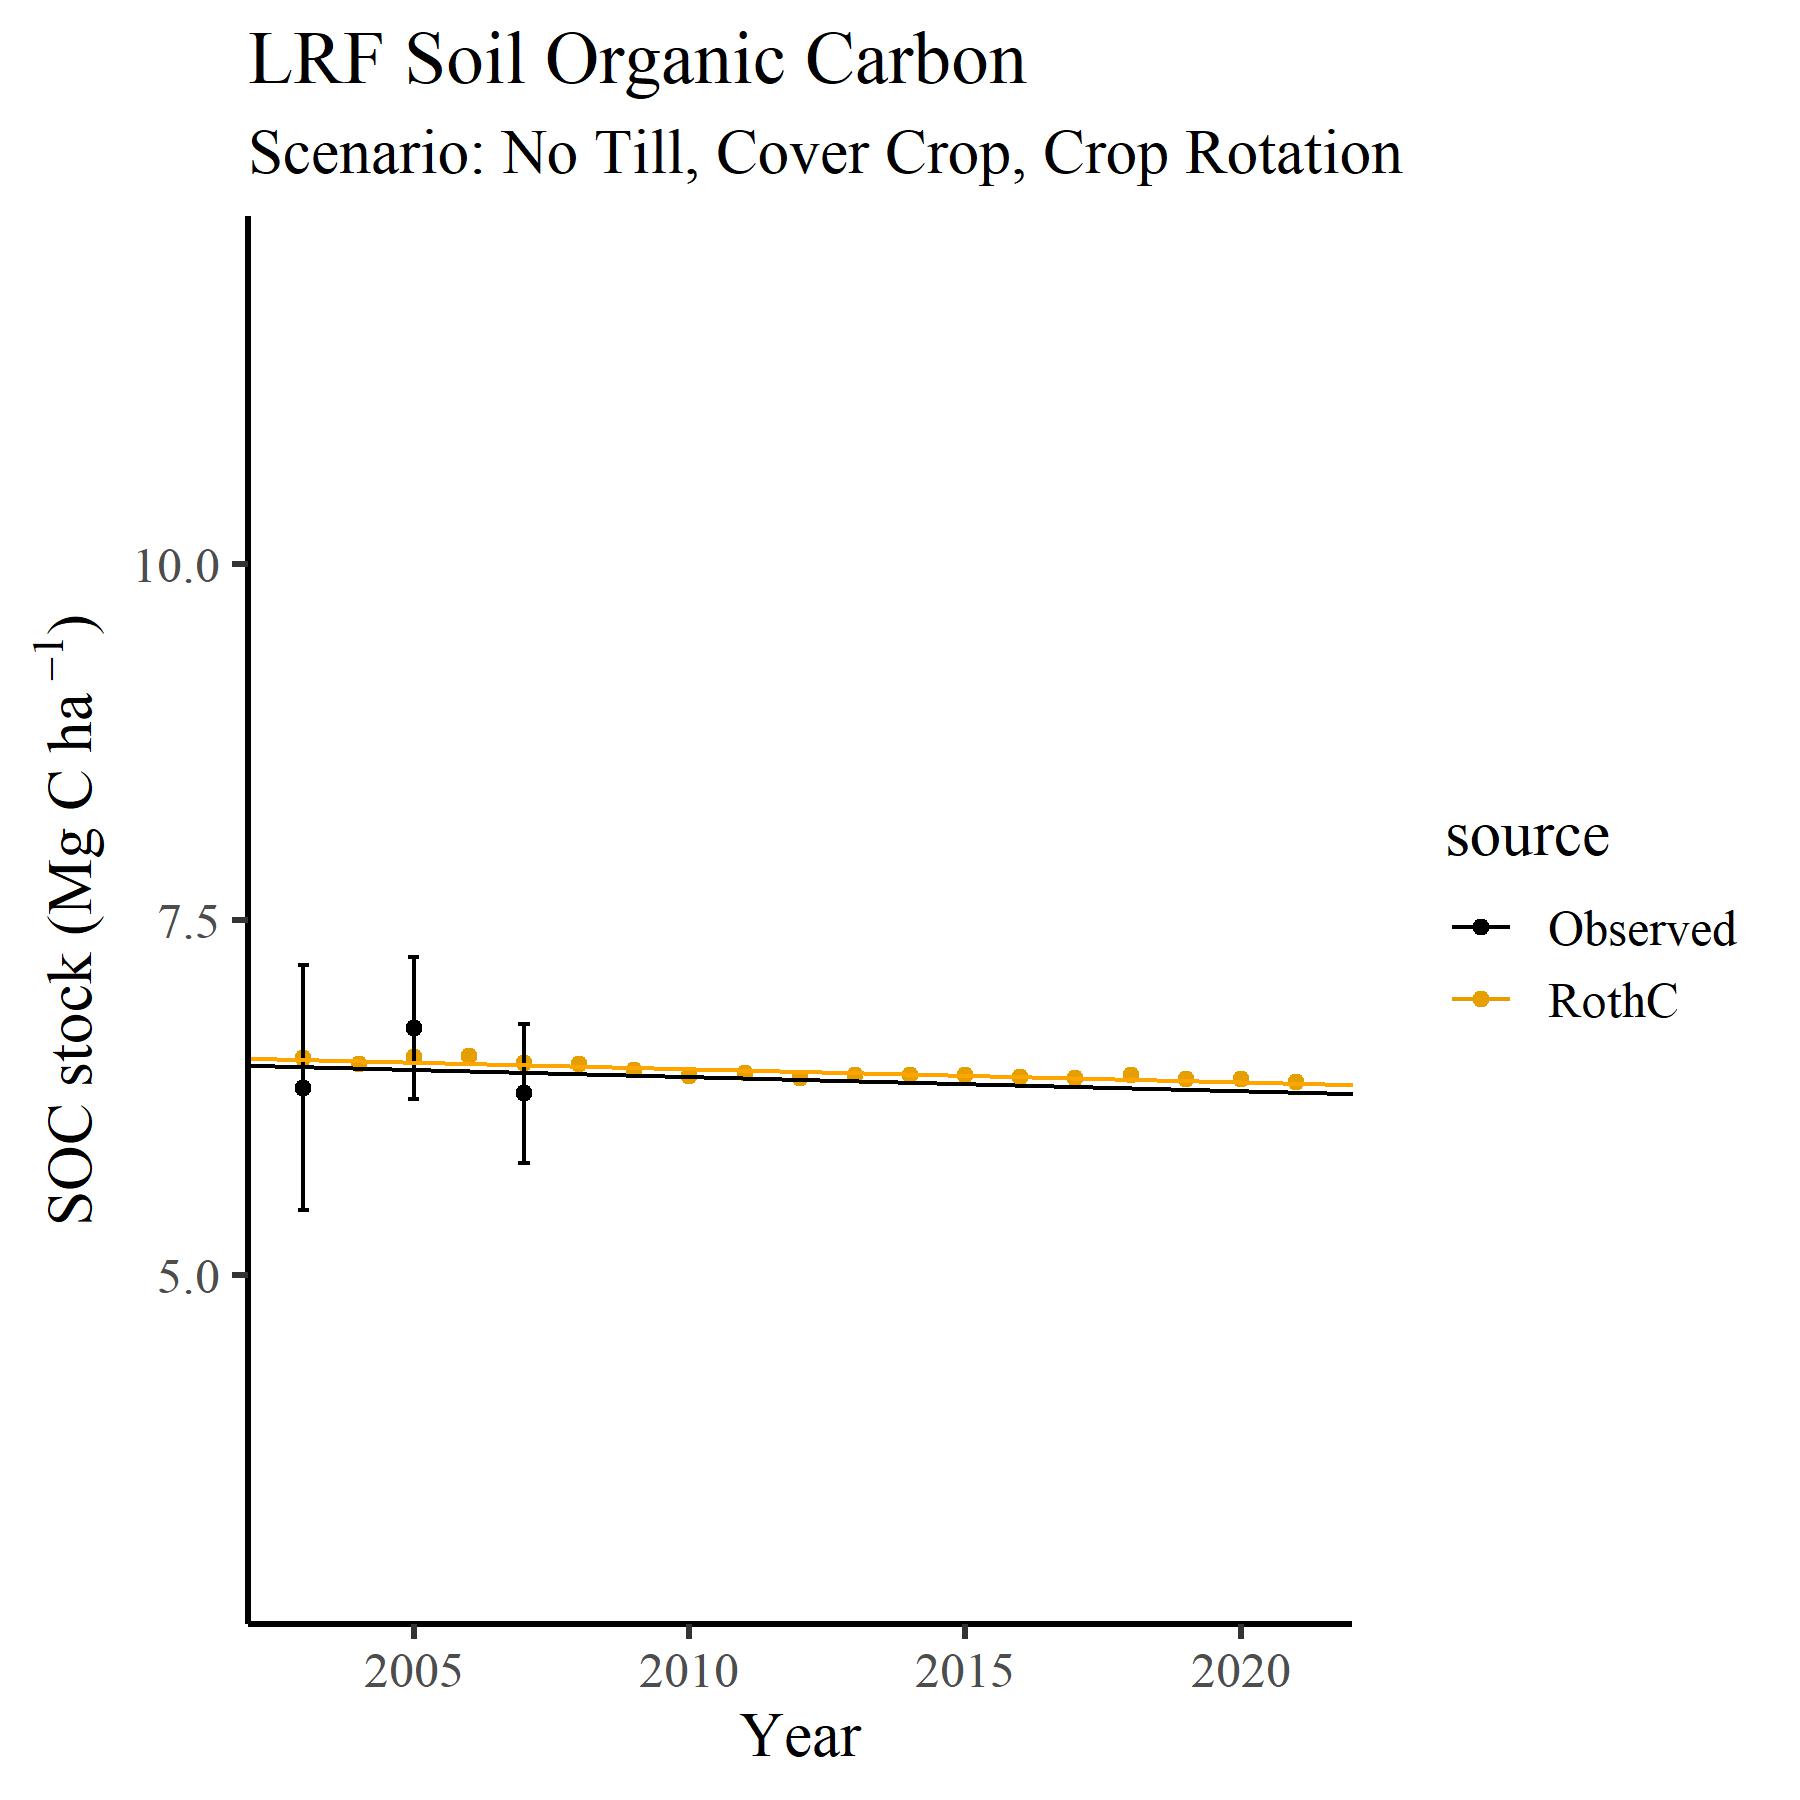 LRF Soil Organic Carbon
Scenario: No Till, Cover Crop, Crop Rotation
SOC stock (Mg C ha⁻¹)
10.0
7.5
5.0
2005
2010
2015
2020
Year
source
Observed
RothC